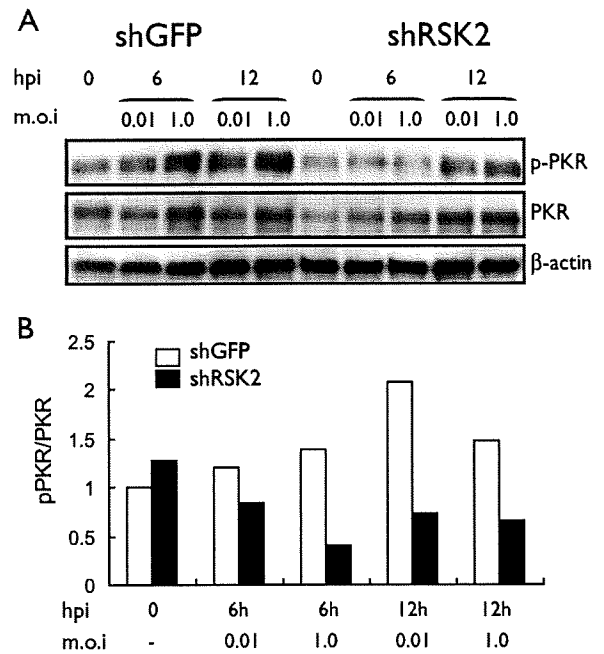 A
shGFP shRSK2
hpi 0 6 12 0 6 12
m.o.i 0.01 1.0 0.01 1.0 0.01 1.0 0.01 1.0
p-PKR
PKR
β-actin
B
2.5
2
1.5
1
0.5
0
pPKR/PKR
shGFP
shRSK2
hpi 0 6h 6h 12h 12h
m.o.i - 0.01 1.0 0.01 1.0